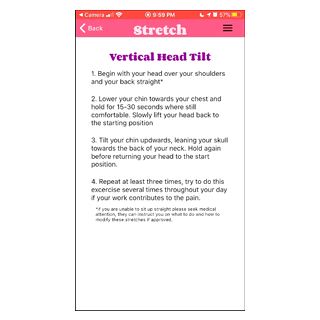 Camera 9:59 PM 57%
Back Stretch
Vertical Head Tilt
1. Begin with your head over your shoulders
and your back straight*
2. Lower your chin towards your chest and
hold for 15-30 seconds where still
comfortable. Slowly lift your head back to
the starting position
3. Tilt your chin updwards, leaning your skull
towards the back of your neck. Hold again
before returning your head to the start
position.
4. Repeat at least three times, try to do this
excercise several times throughout your day
if your work contributes to the pain.
*if you are unable to sit up straight please seek medical
attention, they can instruct you on what to do and how to
modify these stretches if approved.